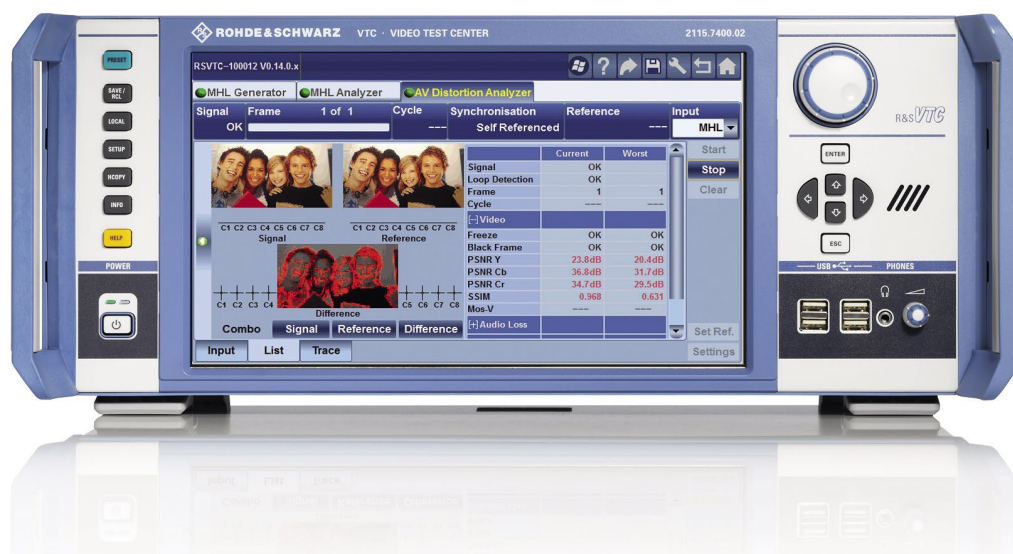 ROHDE & SCHWARZ VTC · VIDEO TEST CENTER 2115.7400.02
PRESET
SAVE / RCL
LOCAL
SETUP
HCOPY
INFO
HELP
POWER
RSVTC-100012 V0.14.0.x
?
MHL Generator MHL Analyzer AV Distortion Analyzer
Signal Frame 1 of 1 Cycle Synchronisation Reference Input
OK --- Self Referenced --- MHL
Current Worst
Signal OK
Loop Detection OK
Frame 1 1
Cycle ---- ----
[-] Video
Freeze OK OK
Black Frame OK OK
PSNR Y 23.8dB 20.4dB
PSNR Cb 36.8dB 31.7dB
PSNR Cr 34.7dB 29.5dB
SSIM 0.968 0.631
Mos-V ---- ----
[+] Audio Loss
C1 C2 C3 C4 C5 C6 C7 C8 C1 C2 C3 C4 C5 C6 C7 C8
Signal Reference
C1 C2 C3 C4 C5 C6 C7 C8
Difference
Combo Signal Reference Difference
Input List Trace
Start
Stop
Clear
Set Ref.
Settings
R&S VTC
ENTER
ESC
USB PHONES